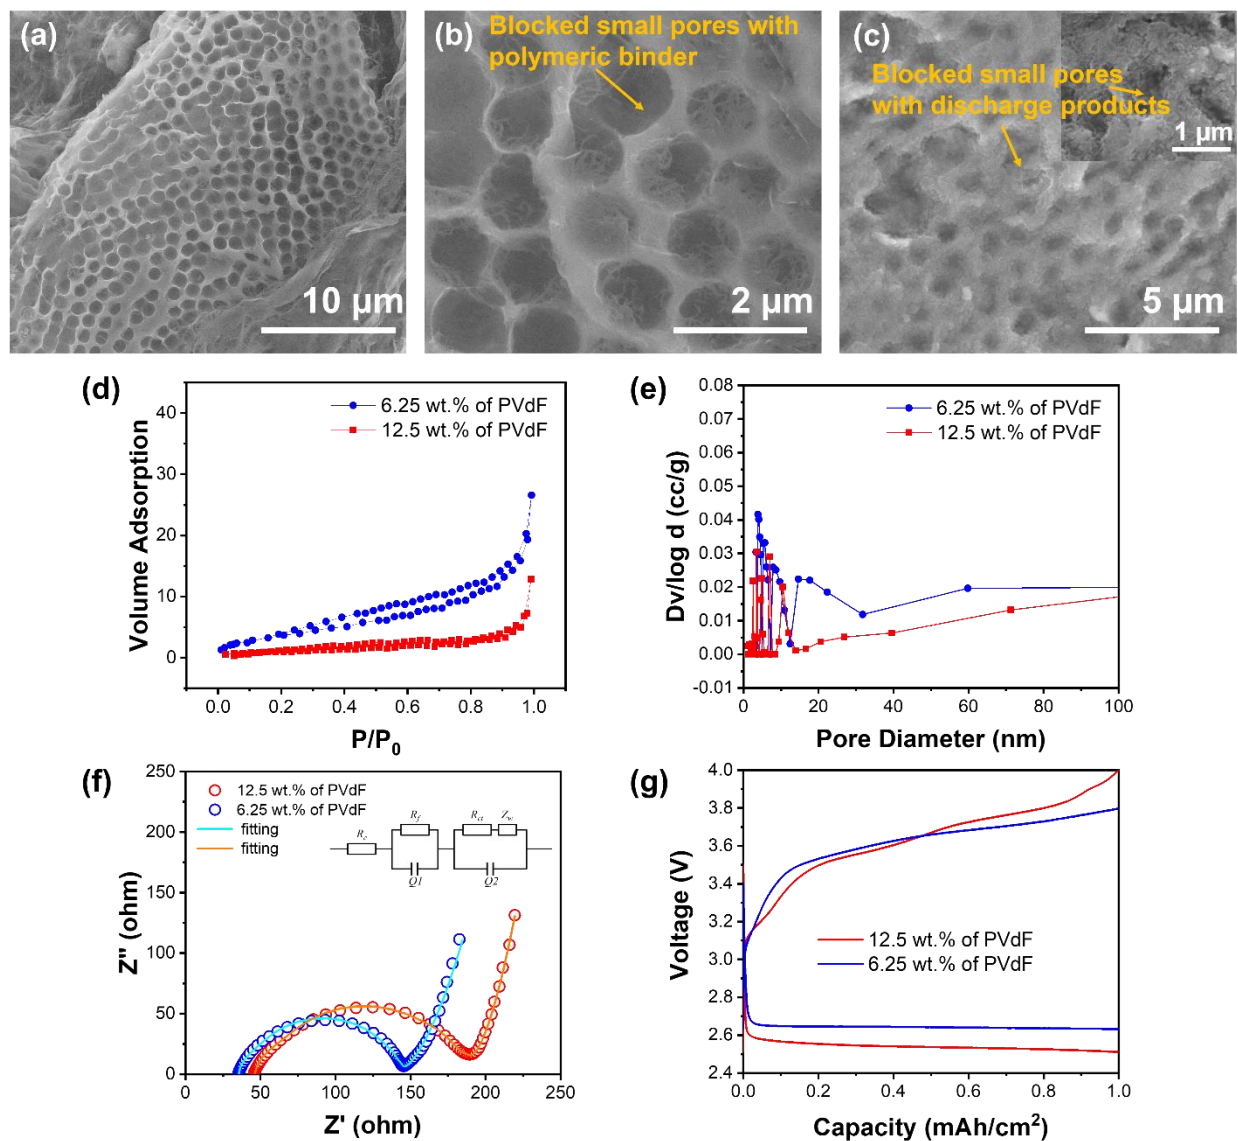 (a)
10 µm
(b)
Blocked small pores with
polymeric binder
2 µm
(c)
Blocked small pores
with discharge products
1 µm
5 µm
(d)
Volume Adsorption
40
30
20
10
0
0.0 0.2 0.4 0.6 0.8 1.0
P/P₀
6.25 wt.% of PVdF
12.5 wt.% of PVdF
(e)
Dv/log d (cc/g)
0.08
0.07
0.06
0.05
0.04
0.03
0.02
0.01
0.00
-0.01
0 20 40 60 80 100
Pore Diameter (nm)
6.25 wt.% of PVdF
12.5 wt.% of PVdF
(f)
Z'' (ohm)
250
200
150
100
50
0
0 50 100 150 200 250
Z' (ohm)
12.5 wt.% of PVdF
6.25 wt.% of PVdF
fitting
fitting
Rf
Rct Zw
Q1
Q2
(g)
Voltage (V)
4.0
3.8
3.6
3.4
3.2
3.0
2.8
2.6
2.4
0.0 0.2 0.4 0.6 0.8 1.0
Capacity (mAh/cm²)
12.5 wt.% of PVdF
6.25 wt.% of PVdF